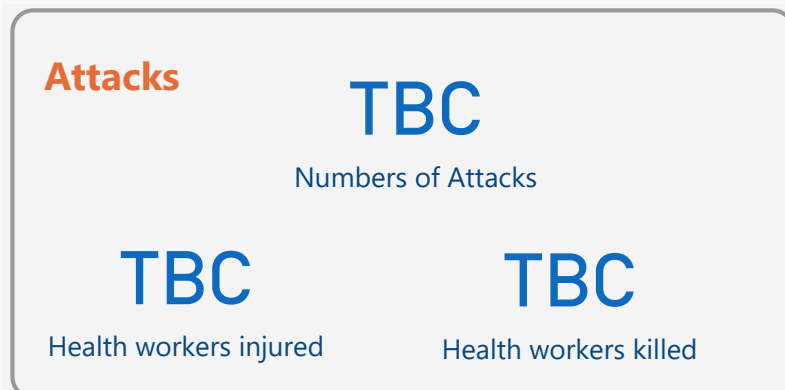 Attacks
TBC
Numbers of Attacks
TBC
Health workers injured
TBC
Health workers killed